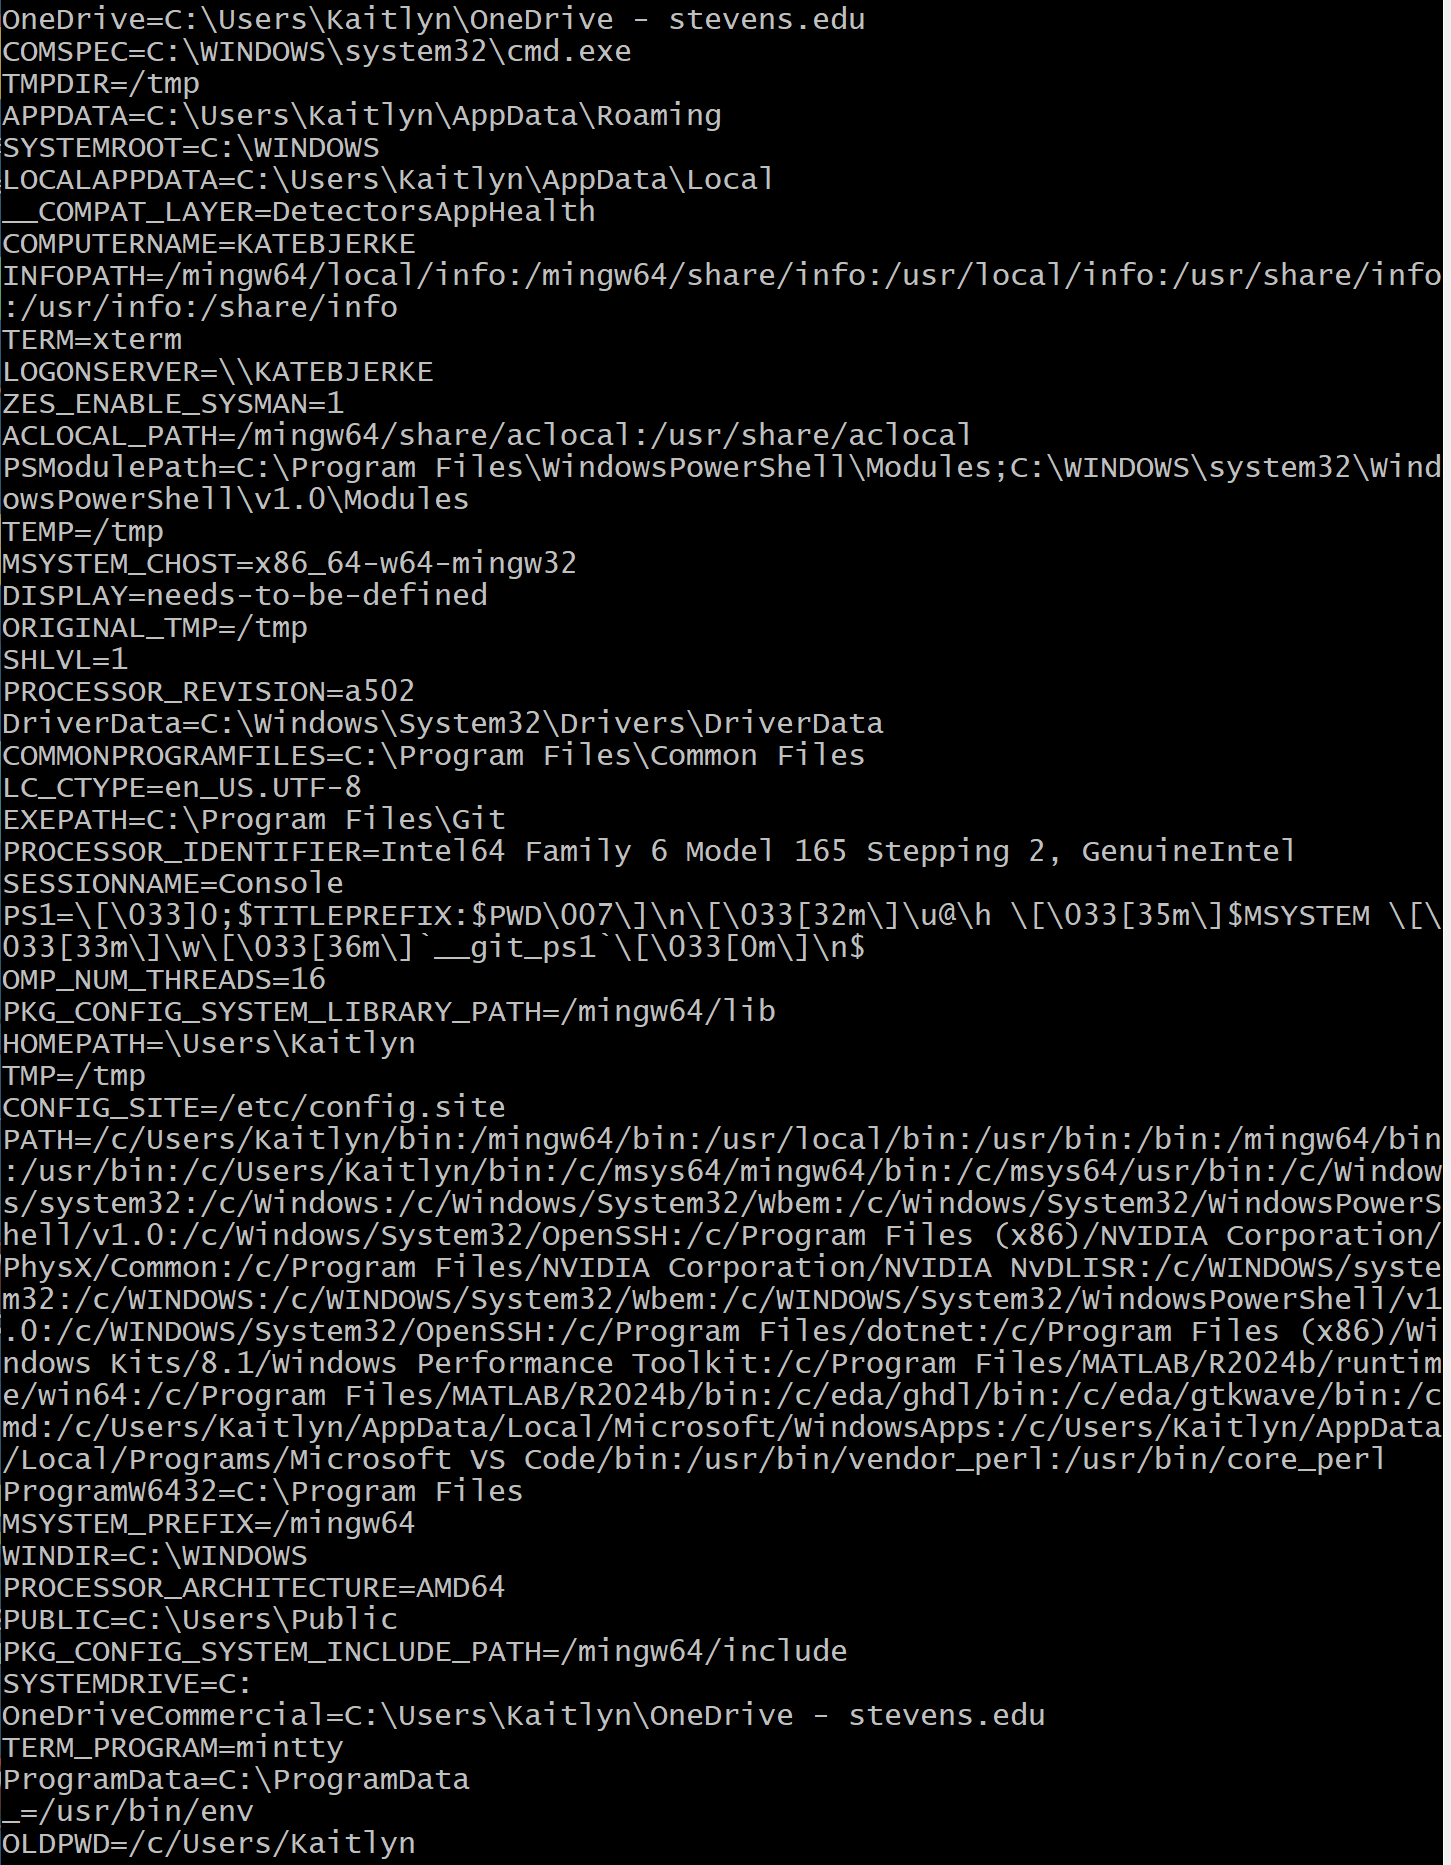 OneDrive=C:\Users\Kaitlyn\OneDrive - stevens.edu
COMSPEC=C:\WINDOWS\system32\cmd.exe
TMPDIR=/tmp
APPDATA=C:\Users\Kaitlyn\AppData\Roaming
SYSTEMROOT=C:\WINDOWS
LOCALAPPDATA=C:\Users\Kaitlyn\AppData\Local
__COMPAT_LAYER=DetectorsAppHealth
COMPUTERNAME=KATEBJERKE
INFOPATH=/mingw64/local/info:/mingw64/share/info:/usr/local/info:/usr/share/info
:/usr/info:/share/info
TERM=xterm
LOGONSERVER=\\KATEBJERKE
ZES_ENABLE_SYSMAN=1
ACLOCAL_PATH=/mingw64/share/aclocal:/usr/share/aclocal
PSModulePath=C:\Program Files\WindowsPowerShell\Modules;C:\WINDOWS\system32\Wind
owsPowerShell\v1.0\Modules
TEMP=/tmp
MSYSTEM_CHOST=x86_64-w64-mingw32
DISPLAY=needs-to-be-defined
ORIGINAL_TMP=/tmp
SHLVL=1
PROCESSOR_REVISION=a502
DriverData=C:\Windows\System32\Drivers\DriverData
COMMONPROGRAMFILES=C:\Program Files\Common Files
LC_CTYPE=en_US.UTF-8
EXEPATH=C:\Program Files\Git
PROCESSOR_IDENTIFIER=Intel64 Family 6 Model 165 Stepping 2, GenuineIntel
SESSIONNAME=Console
PS1=\[\033]0;$TITLEPREFIX:$PWD\007\]\n\[\033[32m\]\u@\h \[\033[35m\]$MSYSTEM \[\
033[33m\]\w\[\033[36m\]`__git_ps1`\[\033[0m\]\n$
OMP_NUM_THREADS=16
PKG_CONFIG_SYSTEM_LIBRARY_PATH=/mingw64/lib
HOMEPATH=\Users\Kaitlyn
TMP=/tmp
CONFIG_SITE=/etc/config.site
PATH=/c/Users/Kaitlyn/bin:/mingw64/bin:/usr/local/bin:/usr/bin:/bin:/mingw64/bin
:/usr/bin:/c/Users/Kaitlyn/bin:/c/msys64/mingw64/bin:/c/msys64/usr/bin:/c/Window
s/system32:/c/Windows:/c/Windows/System32/Wbem:/c/Windows/System32/WindowsPowerS
hell/v1.0:/c/Windows/System32/OpenSSH:/c/Program Files (x86)/NVIDIA Corporation/
PhysX/Common:/c/Program Files/NVIDIA Corporation/NVIDIA NvDLISR:/c/WINDOWS/syste
m32:/c/WINDOWS:/c/WINDOWS/System32/Wbem:/c/WINDOWS/System32/WindowsPowerShell/v1
.0:/c/WINDOWS/System32/OpenSSH:/c/Program Files/dotnet:/c/Program Files (x86)/Wi
ndows Kits/8.1/Windows Performance Toolkit:/c/Program Files/MATLAB/R2024b/runtim
e/win64:/c/Program Files/MATLAB/R2024b/bin:/c/eda/ghdl/bin:/c/eda/gtkwave/bin:/c
md:/c/Users/Kaitlyn/AppData/Local/Microsoft/WindowsApps:/c/Users/Kaitlyn/AppData
/Local/Programs/Microsoft VS Code/bin:/usr/bin/vendor_perl:/usr/bin/core_perl
ProgramW6432=C:\Program Files
MSYSTEM_PREFIX=/mingw64
WINDIR=C:\WINDOWS
PROCESSOR_ARCHITECTURE=AMD64
PUBLIC=C:\Users\Public
PKG_CONFIG_SYSTEM_INCLUDE_PATH=/mingw64/include
SYSTEMDRIVE=C:
OneDriveCommercial=C:\Users\Kaitlyn\OneDrive - stevens.edu
TERM_PROGRAM=mintty
ProgramData=C:\ProgramData
_=/usr/bin/env
OLDPWD=/c/Users/Kaitlyn